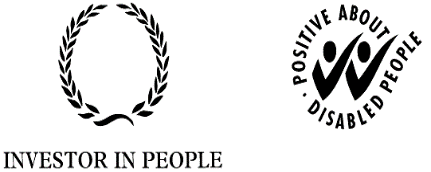 POSITIVE ABOUT
· DISABLED PEOPLE
INVESTOR IN PEOPLE